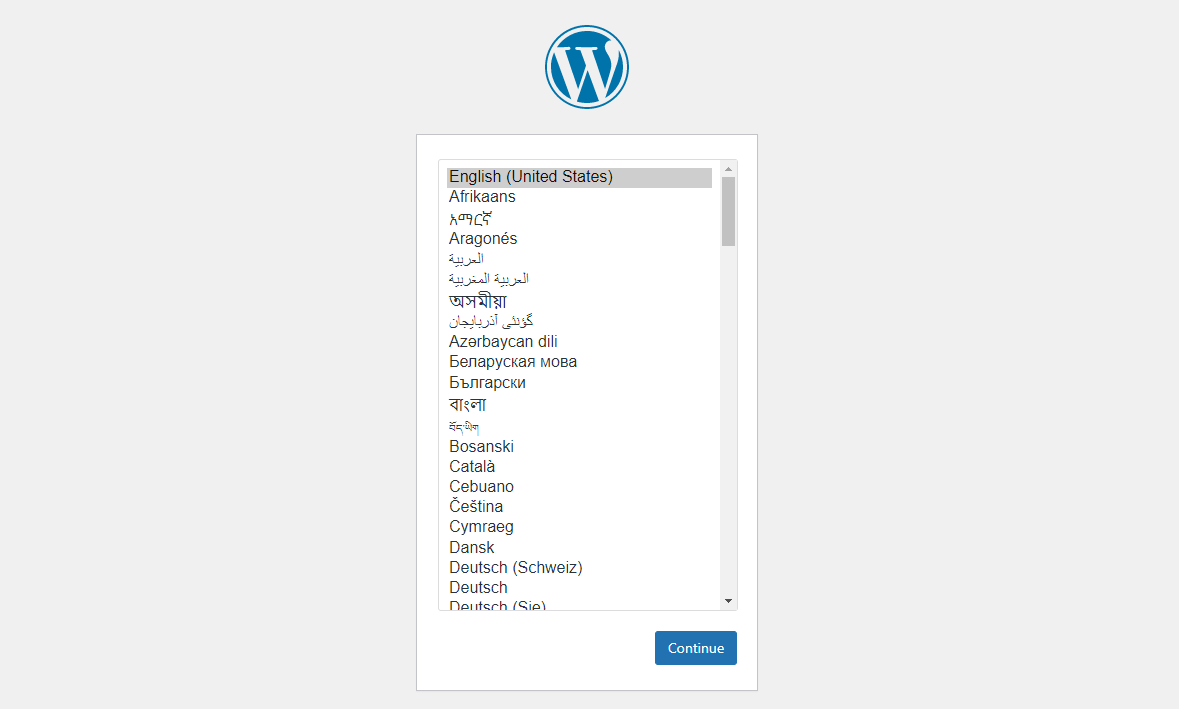 English (United States)
Afrikaans
አማርኛ
Aragonés
العربية
العربية المغربية
অসমীয়া
گؤنئی آذربایجان
Azərbaycan dili
Беларуская мова
Български
বাংলা
བོད་ཡིག
Bosanski
Català
Cebuano
Čeština
Cymraeg
Dansk
Deutsch (Schweiz)
Deutsch
Deutsch (Sie)
Continue